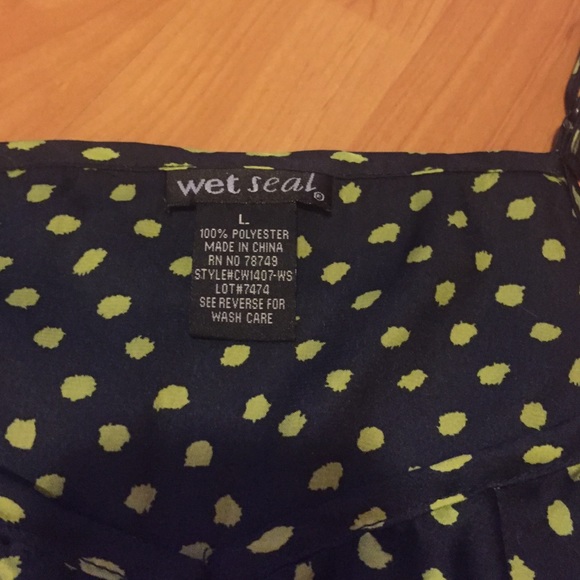 wet seal®
L
100% POLYESTER
MADE IN CHINA
RN NO 78749
STYLE#CW1407-WS
LOT#7474
SEE REVERSE FOR
WASH CARE